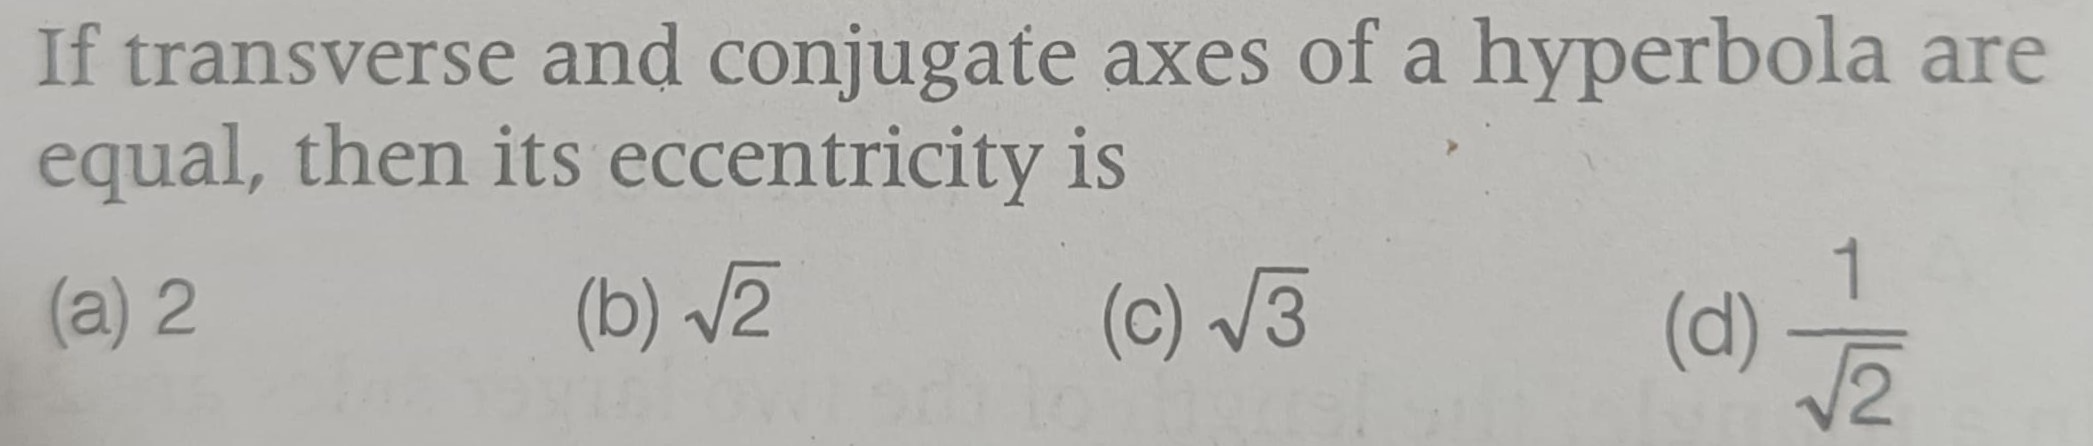 If transverse and conjugate axes of a hyperbola are
equal, then its eccentricity is
(a) 2 (b) √2 (c) √3 (d) 1/√2